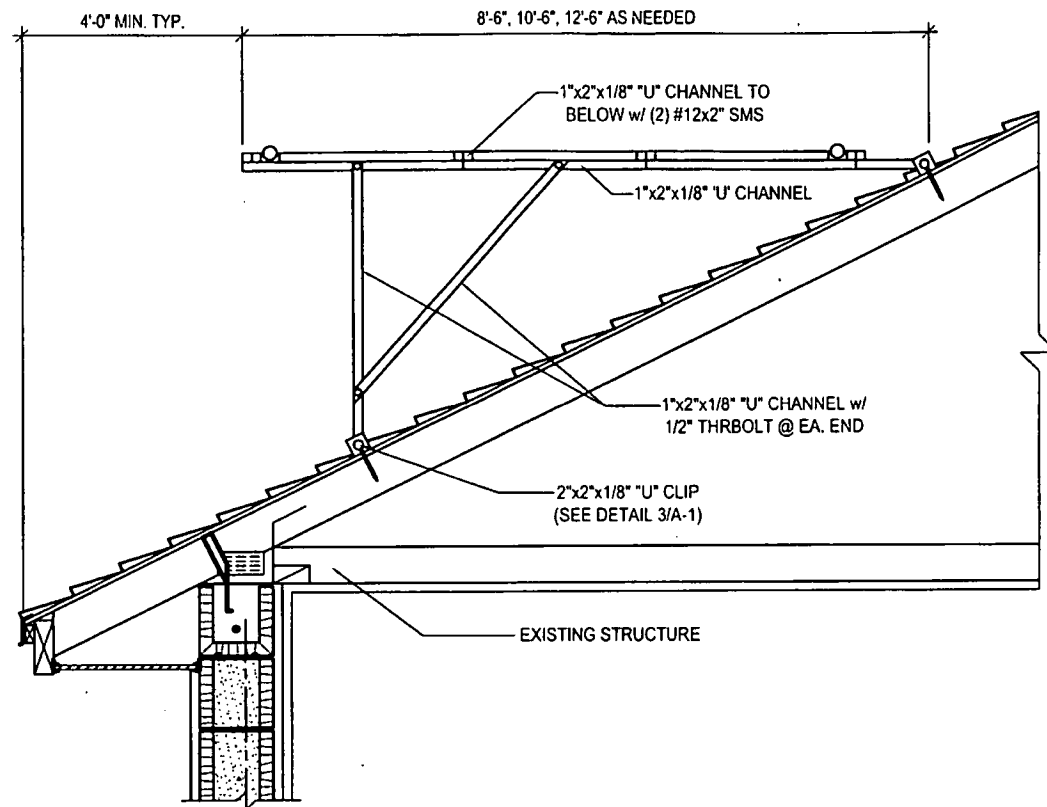 4'-0" MIN. TYP.
8'-6", 10'-6", 12'-6" AS NEEDED
1"x2"x1/8" "U" CHANNEL TO
BELOW w/ (2) #12x2" SMS
1"x2"x1/8" 'U' CHANNEL
1"x2"x1/8" "U" CHANNEL w/
1/2" THRBOLT @ EA. END
2"x2"x1/8" "U" CLIP
(SEE DETAIL 3/A-1)
EXISTING STRUCTURE